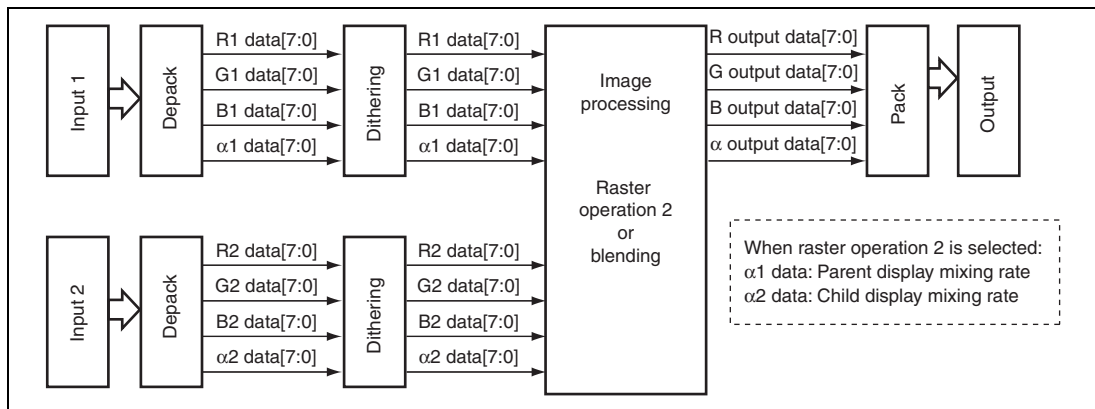 Input 1
Depack
R1 data[7:0]
G1 data[7:0]
B1 data[7:0]
α1 data[7:0]
Dithering
R1 data[7:0]
G1 data[7:0]
B1 data[7:0]
α1 data[7:0]
Input 2
Depack
R2 data[7:0]
G2 data[7:0]
B2 data[7:0]
α2 data[7:0]
Dithering
R2 data[7:0]
G2 data[7:0]
B2 data[7:0]
α2 data[7:0]
Image
processing
Raster
operation 2
or
blending
R output data[7:0]
G output data[7:0]
B output data[7:0]
α output data[7:0]
Pack
Output
When raster operation 2 is selected:
α1 data: Parent display mixing rate
α2 data: Child display mixing rate